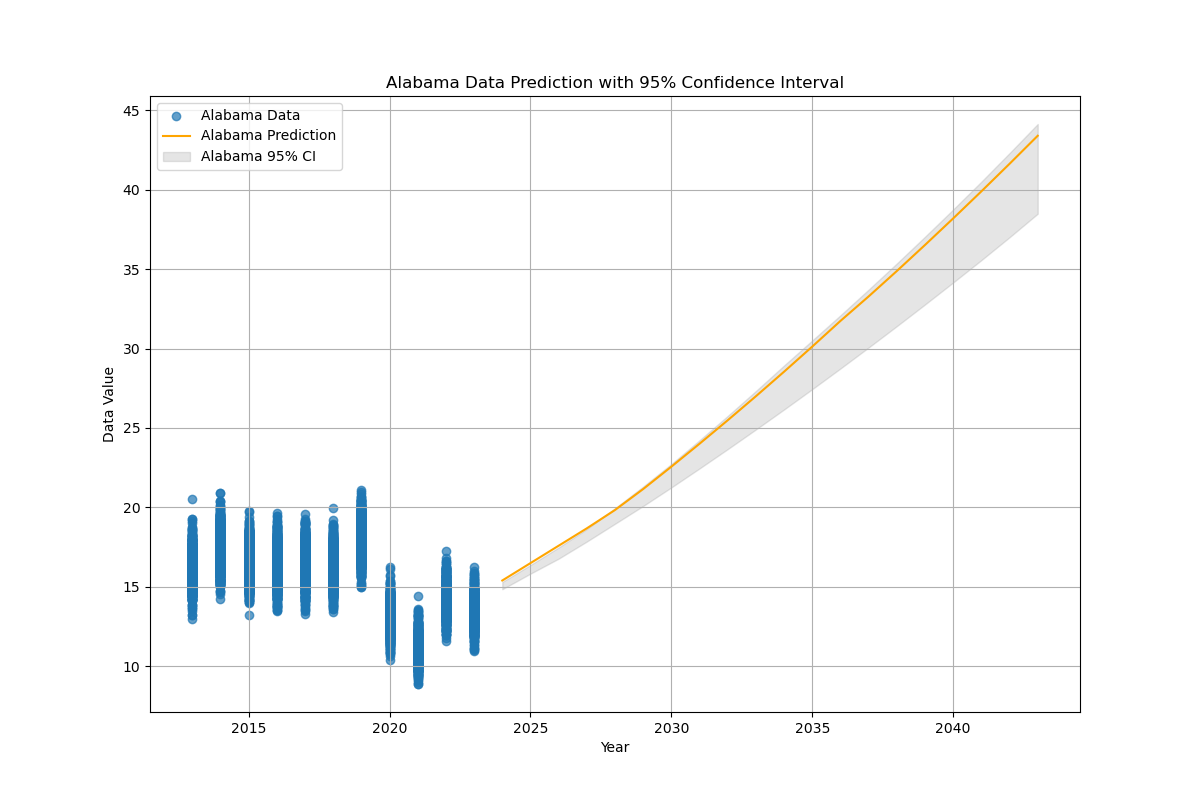 Alabama Data Prediction with 95% Confidence Interval
Alabama Data
Alabama Prediction
Alabama 95% CI
45
40
35
30
25
20
15
10
Data Value
2015
2020
2025
2030
2035
2040
Year